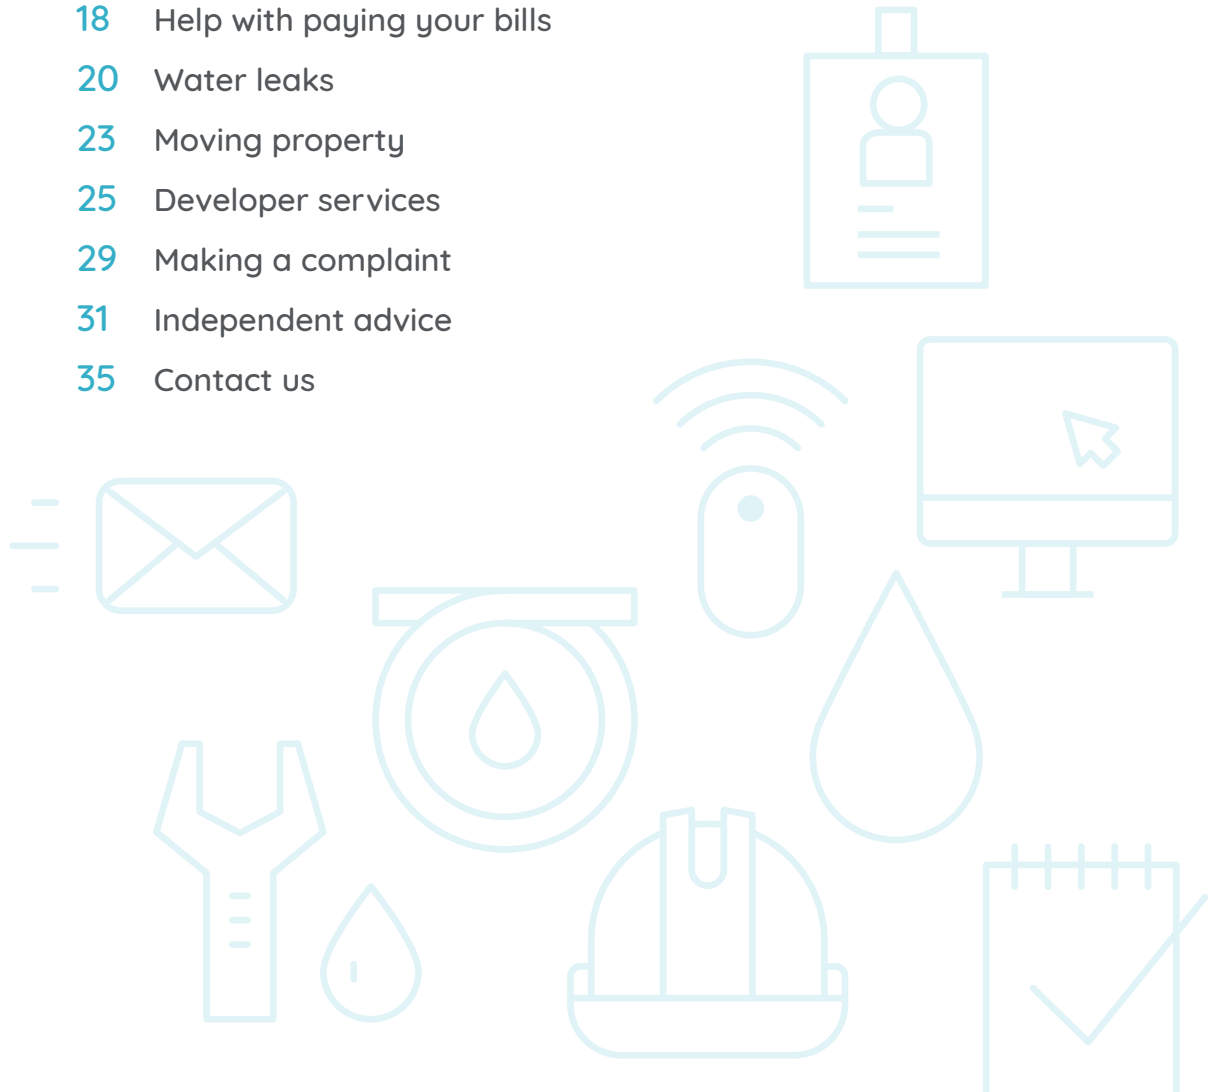 18 Help with paying your bills
20 Water leaks
23 Moving property
25 Developer services
29 Making a complaint
31 Independent advice
35 Contact us